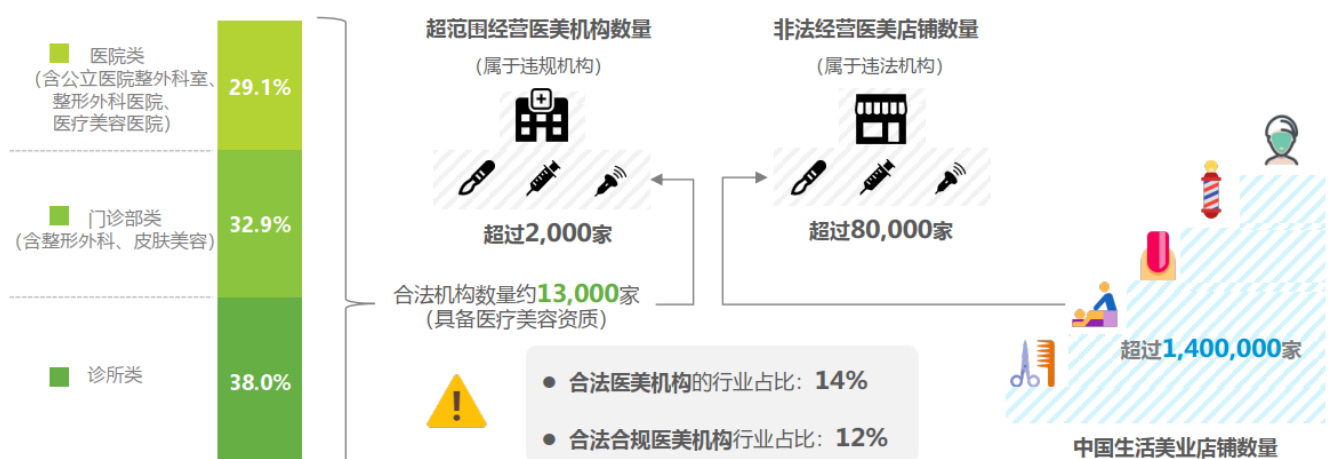 医院类
(含公立医院整外科室、
整形外科医院、
医疗美容医院)
29.1%
门诊部类
(含整形外科、皮肤美容)
32.9%
诊所类
38.0%
超范围经营医美机构数量
(属于违规机构)
超过2,000家
非法经营医美店铺数量
(属于违法机构)
超过80,000家
合法机构数量约13,000家
(具备医疗美容资质)
● 合法医美机构的行业占比：14%
● 合法合规医美机构行业占比：12%
超过1,400,000家
中国生活美业店铺数量